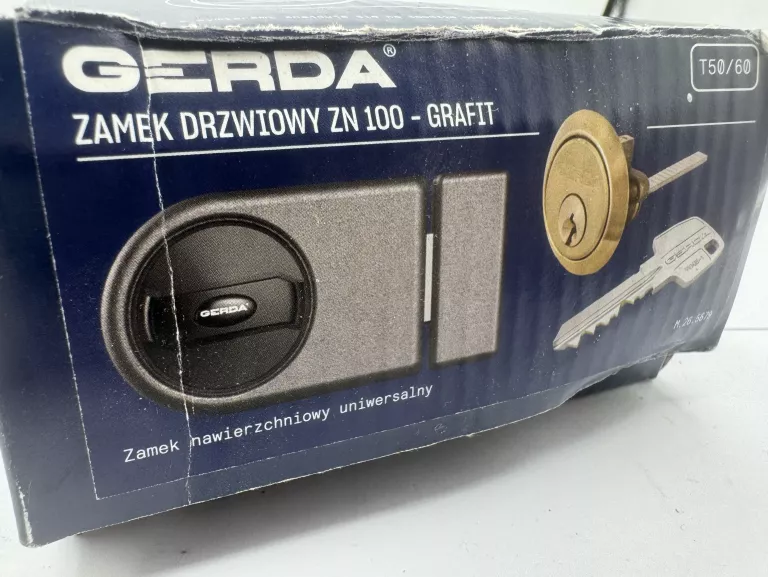 GERDA®
T50/60
ZAMEK DRZWIOWY ZN 100 - GRAFIT
GERDA
Zamek nawierzchniowy uniwersalny